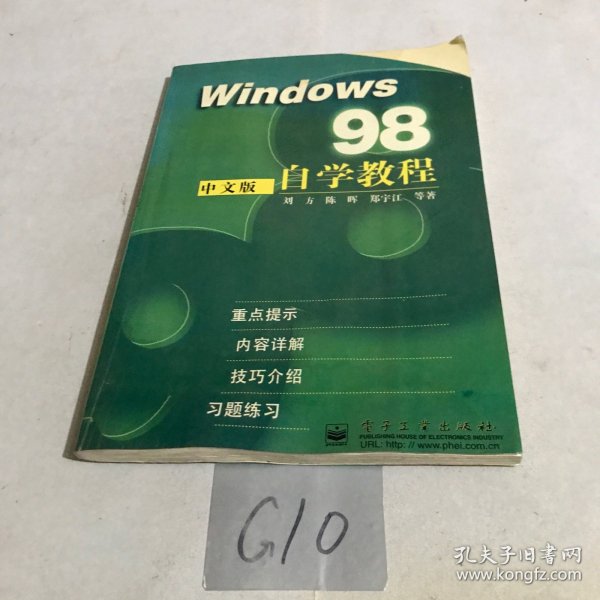 Windows
98
中文版 自学教程
刘方 陈晖 郑宇江 等著
重点提示
内容详解
技巧介绍
习题练习
电子工业出版社
PUBLISHING HOUSE OF ELECTRONICS INDUSTRY
URL: http: // www.phei.com.cn
G10
孔夫子旧书网
www.kongfz.com